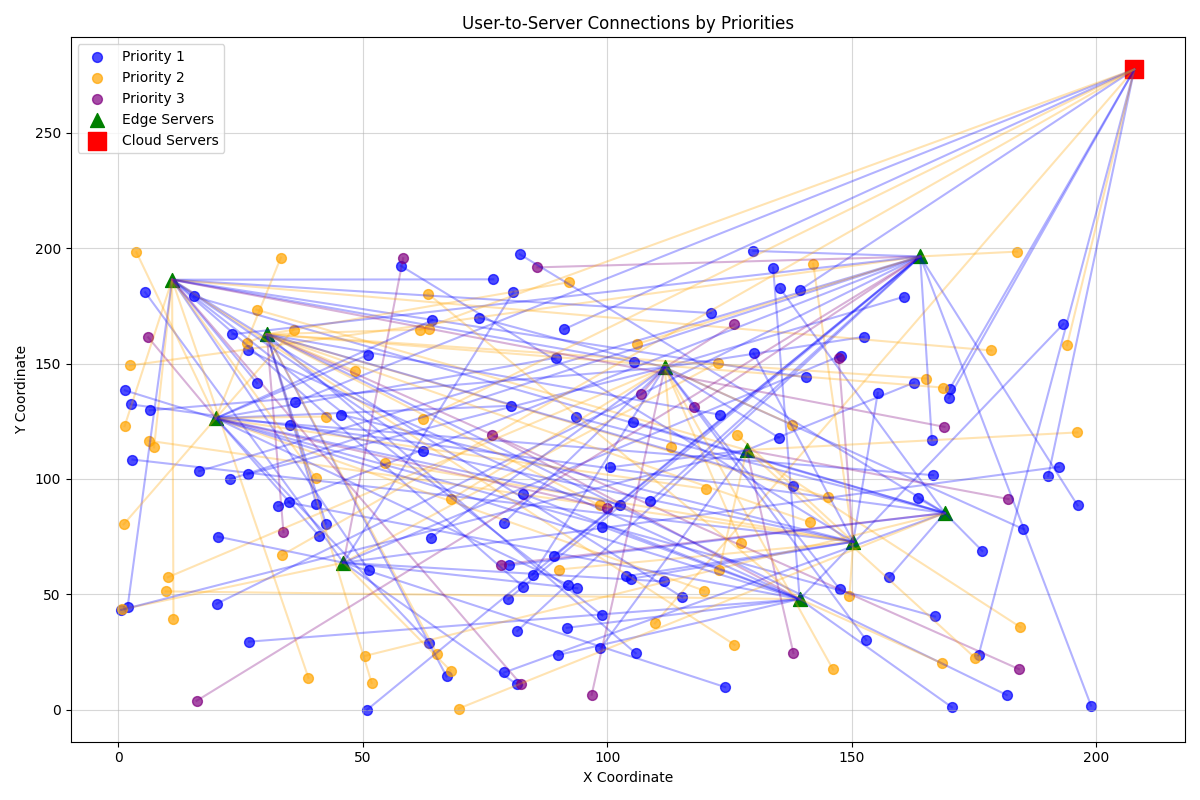 User-to-Server Connections by Priorities
Priority 1
Priority 2
Priority 3
Edge Servers
Cloud Servers
Y Coordinate
250
200
150
100
50
0
0 50 100 150 200
X Coordinate